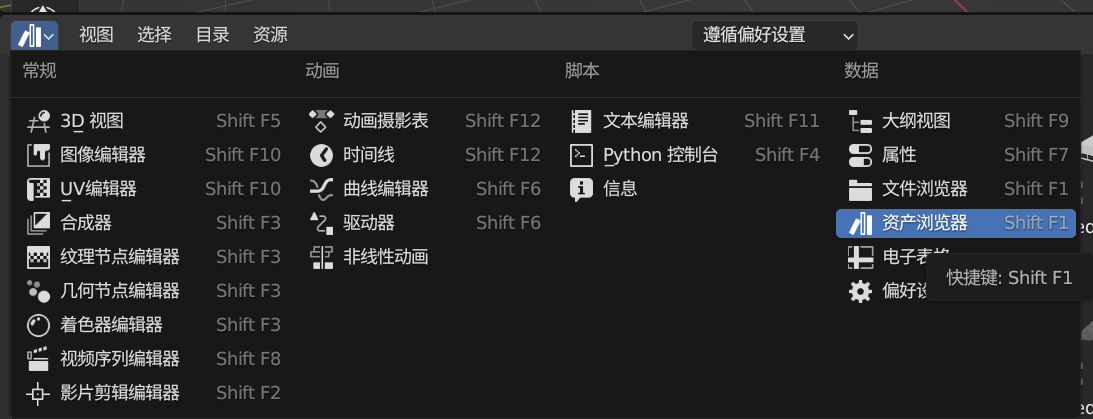 视图 选择 目录 资源 遵循偏好设置
常规 动画 脚本 数据
3D 视图 Shift F5 动画摄影表 Shift F12 文本编辑器 Shift F11 大纲视图 Shift F9
图像编辑器 Shift F10 时间线 Shift F12 Python 控制台 Shift F4 属性 Shift F7
UV编辑器 Shift F10 曲线编辑器 Shift F6 信息 文件浏览器 Shift F1
合成器 Shift F3 驱动器 Shift F6 资产浏览器 Shift F1
纹理节点编辑器 Shift F3 非线性动画 电子表
几何节点编辑器 Shift F3 偏好 快捷键: Shift F1
着色器编辑器 Shift F3
视频序列编辑器 Shift F8
影片剪辑编辑器 Shift F2